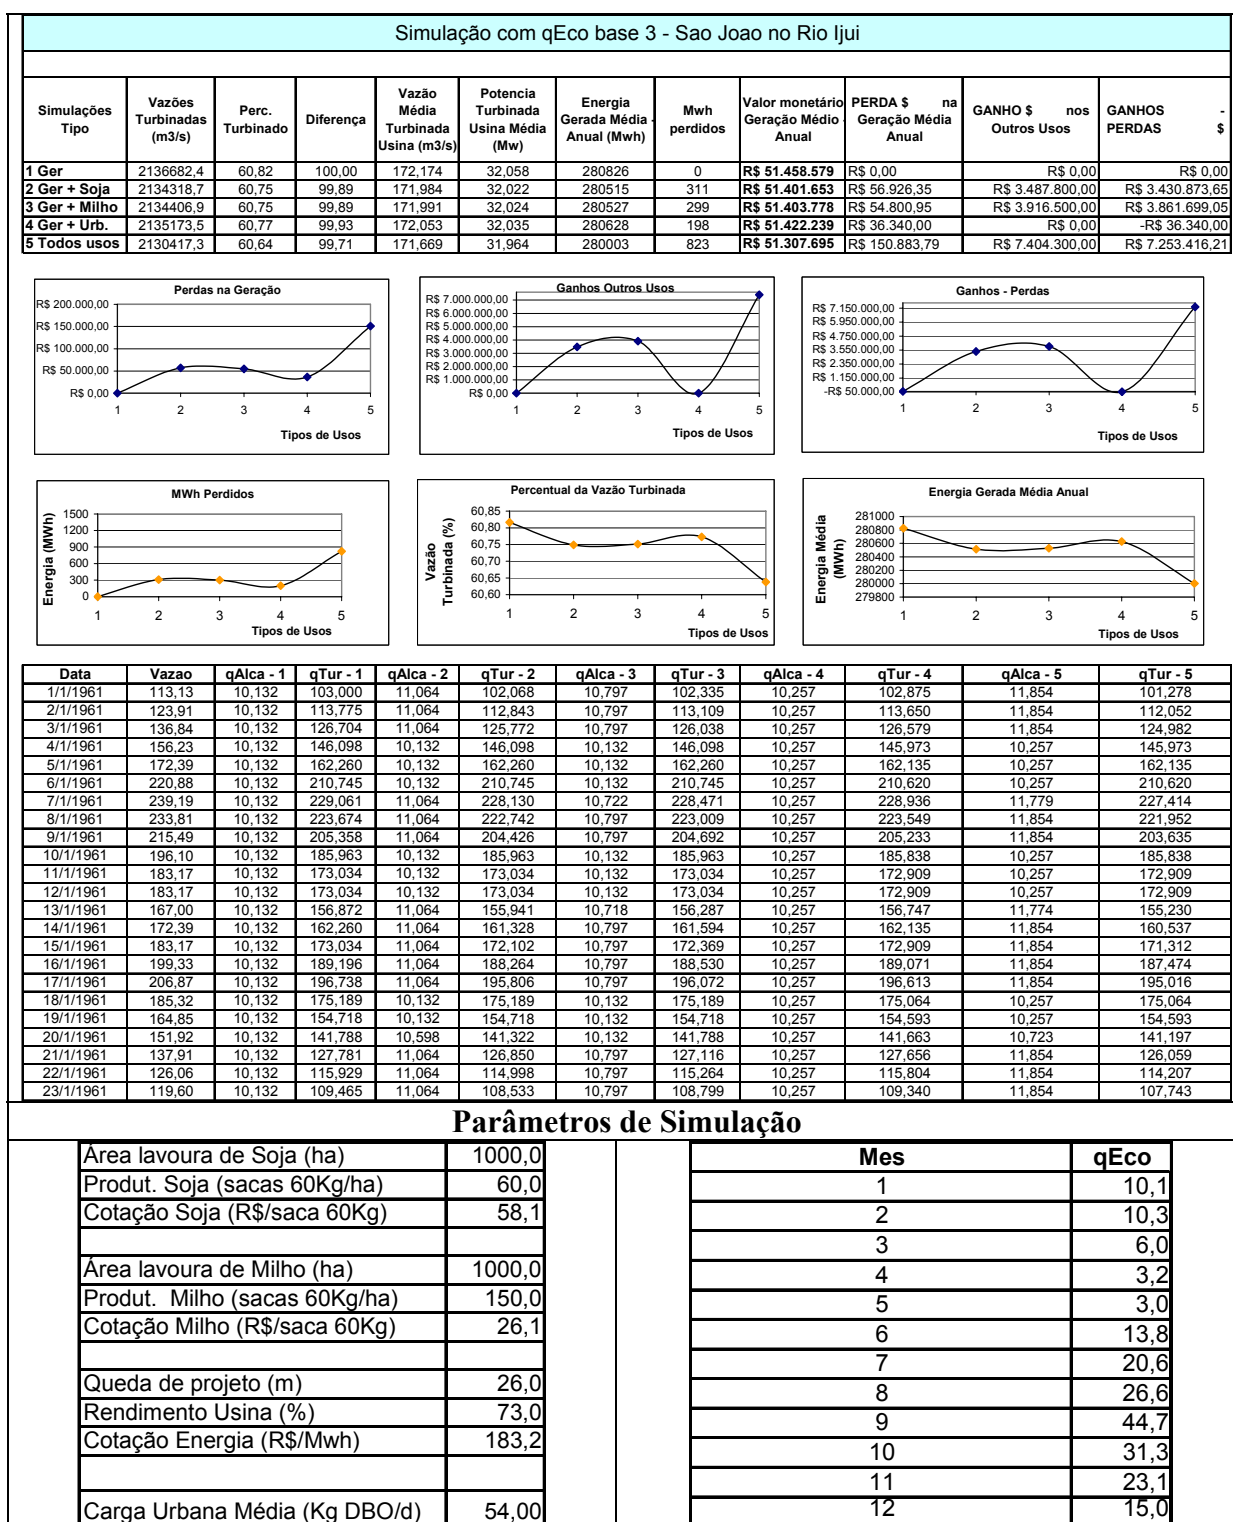 Simulação com qEco base 3 - Sao Joao no Rio Ijui
Simulações Tipo | Vazões Turbinadas (m3/s) | Perc. Turbinado | Diferença | Vazão Média Turbinada Usina (m3/s) | Potencia Turbinada Usina Média (Mw) | Energia Gerada Média - Anual (Mwh) | Mwh perdidos | Valor monetário Geração Médio - Anual | PERDA $ na Geração Média Anual | GANHO $ nos Outros Usos | GANHOS - PERDAS $
1 Ger | 2136682,4 | 60,82 | 100,00 | 172,174 | 32,058 | 280826 | 0 | R$ 51.458.579 | R$ 0,00 | R$ 0,00 | R$ 0,00
2 Ger + Soja | 2134318,7 | 60,75 | 99,89 | 171,984 | 32,022 | 280515 | 311 | R$ 51.401.653 | R$ 56.926,35 | R$ 3.487.800,00 | R$ 3.430.873,65
3 Ger + Milho | 2134406,9 | 60,75 | 99,89 | 171,991 | 32,024 | 280527 | 299 | R$ 51.403.778 | R$ 54.800,95 | R$ 3.916.500,00 | R$ 3.861.699,05
4 Ger + Urb. | 2135173,5 | 60,77 | 99,93 | 172,053 | 32,035 | 280628 | 198 | R$ 51.422.239 | R$ 36.340,00 | R$ 0,00 | -R$ 36.340,00
5 Todos usos | 2130417,3 | 60,64 | 99,71 | 171,669 | 31,964 | 280003 | 823 | R$ 51.307.695 | R$ 150.883,79 | R$ 7.404.300,00 | R$ 7.253.416,21
Perdas na Geração
R$ 200.000,00
R$ 150.000,00
R$ 100.000,00
R$ 50.000,00
R$ 0,00
1 2 3 4 5
Tipos de Usos
Ganhos Outros Usos
R$ 7.000.000,00
R$ 6.000.000,00
R$ 5.000.000,00
R$ 4.000.000,00
R$ 3.000.000,00
R$ 2.000.000,00
R$ 1.000.000,00
R$ 0,00
1 2 3 4 5
Tipos de Usos
Ganhos - Perdas
R$ 7.150.000,00
R$ 5.950.000,00
R$ 4.750.000,00
R$ 3.550.000,00
R$ 2.350.000,00
R$ 1.150.000,00
-R$ 50.000,00
1 2 3 4 5
Tipos de Usos
MWh Perdidos
Energia (MWh)
1500
1200
900
600
300
0
1 2 3 4 5
Tipos de Usos
Percentual da Vazão Turbinada
Vazão Turbinada (%)
60,85
60,80
60,75
60,70
60,65
60,60
1 2 3 4 5
Tipos de Usos
Energia Gerada Média Anual
Energia Média (MWh)
281000
280800
280600
280400
280200
280000
279800
1 2 3 4 5
Tipos de Usos
Data | Vazao | qAlca - 1 | qTur - 1 | qAlca - 2 | qTur - 2 | qAlca - 3 | qTur - 3 | qAlca - 4 | qTur - 4 | qAlca - 5 | qTur - 5
1/1/1961 | 113,13 | 10,132 | 103,000 | 11,064 | 102,068 | 10,797 | 102,335 | 10,257 | 102,875 | 11,854 | 101,278
2/1/1961 | 123,91 | 10,132 | 113,775 | 11,064 | 112,843 | 10,797 | 113,109 | 10,257 | 113,650 | 11,854 | 112,052
3/1/1961 | 136,84 | 10,132 | 126,704 | 11,064 | 125,772 | 10,797 | 126,038 | 10,257 | 126,579 | 11,854 | 124,982
4/1/1961 | 156,23 | 10,132 | 146,098 | 10,132 | 146,098 | 10,132 | 146,098 | 10,257 | 145,973 | 10,257 | 145,973
5/1/1961 | 172,39 | 10,132 | 162,260 | 10,132 | 162,260 | 10,132 | 162,260 | 10,257 | 162,135 | 10,257 | 162,135
6/1/1961 | 220,88 | 10,132 | 210,745 | 10,132 | 210,745 | 10,132 | 210,745 | 10,257 | 210,620 | 10,257 | 210,620
7/1/1961 | 239,19 | 10,132 | 229,061 | 11,064 | 228,130 | 10,722 | 228,471 | 10,257 | 228,936 | 11,779 | 227,414
8/1/1961 | 233,81 | 10,132 | 223,674 | 11,064 | 222,742 | 10,797 | 223,009 | 10,257 | 223,549 | 11,854 | 221,952
9/1/1961 | 215,49 | 10,132 | 205,358 | 11,064 | 204,426 | 10,797 | 204,692 | 10,257 | 205,233 | 11,854 | 203,635
10/1/1961 | 196,10 | 10,132 | 185,963 | 10,132 | 185,963 | 10,132 | 185,963 | 10,257 | 185,838 | 10,257 | 185,838
11/1/1961 | 183,17 | 10,132 | 173,034 | 10,132 | 173,034 | 10,132 | 173,034 | 10,257 | 172,909 | 10,257 | 172,909
12/1/1961 | 183,17 | 10,132 | 173,034 | 10,132 | 173,034 | 10,132 | 173,034 | 10,257 | 172,909 | 10,257 | 172,909
13/1/1961 | 167,00 | 10,132 | 156,872 | 11,064 | 155,941 | 10,718 | 156,287 | 10,257 | 156,747 | 11,774 | 155,230
14/1/1961 | 172,39 | 10,132 | 162,260 | 11,064 | 161,328 | 10,797 | 161,594 | 10,257 | 162,135 | 11,854 | 160,537
15/1/1961 | 183,17 | 10,132 | 173,034 | 11,064 | 172,102 | 10,797 | 172,369 | 10,257 | 172,909 | 11,854 | 171,312
16/1/1961 | 199,33 | 10,132 | 189,196 | 11,064 | 188,264 | 10,797 | 188,530 | 10,257 | 189,071 | 11,854 | 187,474
17/1/1961 | 206,87 | 10,132 | 196,738 | 11,064 | 195,806 | 10,797 | 196,072 | 10,257 | 196,613 | 11,854 | 195,016
18/1/1961 | 185,32 | 10,132 | 175,189 | 10,132 | 175,189 | 10,132 | 175,189 | 10,257 | 175,064 | 10,257 | 175,064
19/1/1961 | 164,85 | 10,132 | 154,718 | 10,132 | 154,718 | 10,132 | 154,718 | 10,257 | 154,593 | 10,257 | 154,593
20/1/1961 | 151,92 | 10,132 | 141,788 | 10,598 | 141,322 | 10,132 | 141,788 | 10,257 | 141,663 | 10,723 | 141,197
21/1/1961 | 137,91 | 10,132 | 127,781 | 11,064 | 126,850 | 10,797 | 127,116 | 10,257 | 127,656 | 11,854 | 126,059
22/1/1961 | 126,06 | 10,132 | 115,929 | 11,064 | 114,998 | 10,797 | 115,264 | 10,257 | 115,804 | 11,854 | 114,207
23/1/1961 | 119,60 | 10,132 | 109,465 | 11,064 | 108,533 | 10,797 | 108,799 | 10,257 | 109,340 | 11,854 | 107,743
Parâmetros de Simulação
Área lavoura de Soja (ha) | 1000,0
Produt. Soja (sacas 60Kg/ha) | 60,0
Cotação Soja (R$/saca 60Kg) | 58,1
Área lavoura de Milho (ha) | 1000,0
Produt. Milho (sacas 60Kg/ha) | 150,0
Cotação Milho (R$/saca 60Kg) | 26,1
Queda de projeto (m) | 26,0
Rendimento Usina (%) | 73,0
Cotação Energia (R$/Mwh) | 183,2
Carga Urbana Média (Kg DBO/d) | 54,00
Mes | qEco
1 | 10,1
2 | 10,3
3 | 6,0
4 | 3,2
5 | 3,0
6 | 13,8
7 | 20,6
8 | 26,6
9 | 44,7
10 | 31,3
11 | 23,1
12 | 15,0